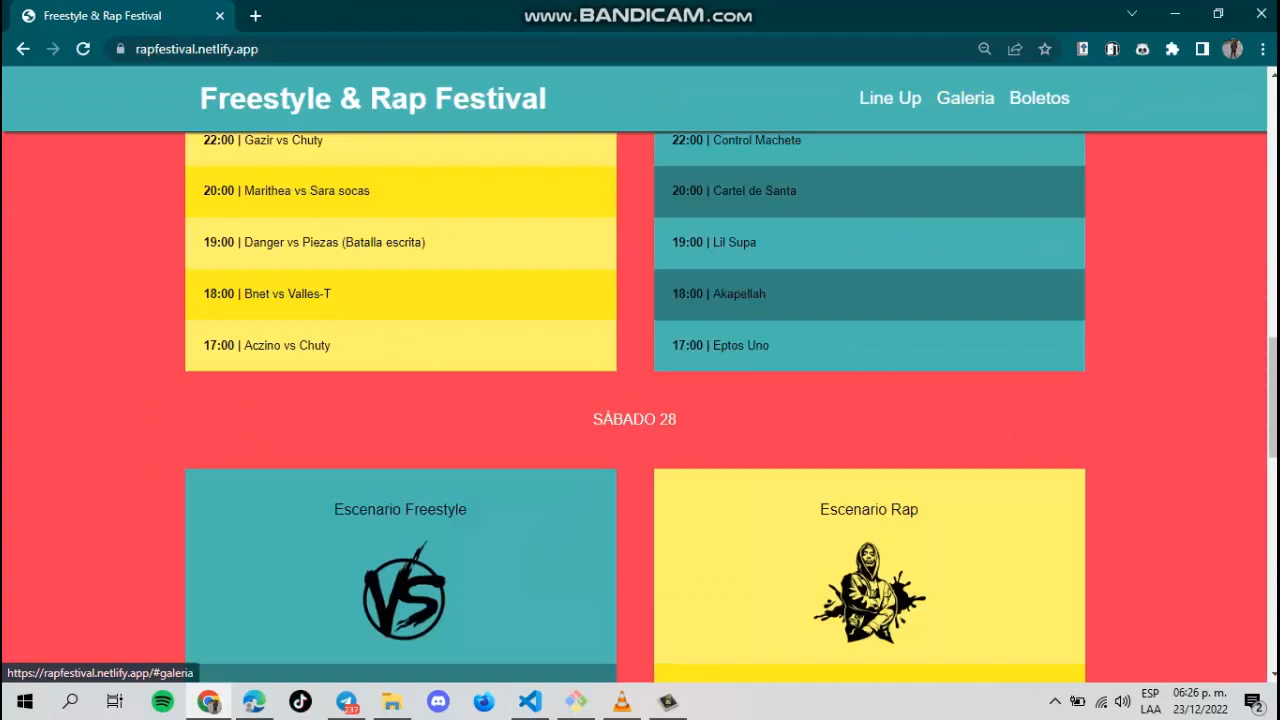 Freestyle & Rap Festival
www.BANDICAM.com
rapfestival.netlify.app
Freestyle & Rap Festival
Line Up Galeria Boletos
22:00 | Gazir vs Chuty
20:00 | Marithea vs Sara socas
19:00 | Danger vs Piezas (Batalla escrita)
18:00 | Bnet vs Valles-T
17:00 | Aczino vs Chuty
22:00 | Control Machete
20:00 | Cartel de Santa
19:00 | Lil Supa
18:00 | Akapellah
17:00 | Eptos Uno
SÁBADO 28
Escenario Freestyle
VS
Escenario Rap
https://rapfestival.netlify.app/#galeria
237
ESP
LAA
06:26 p. m.
23/12/2022
2